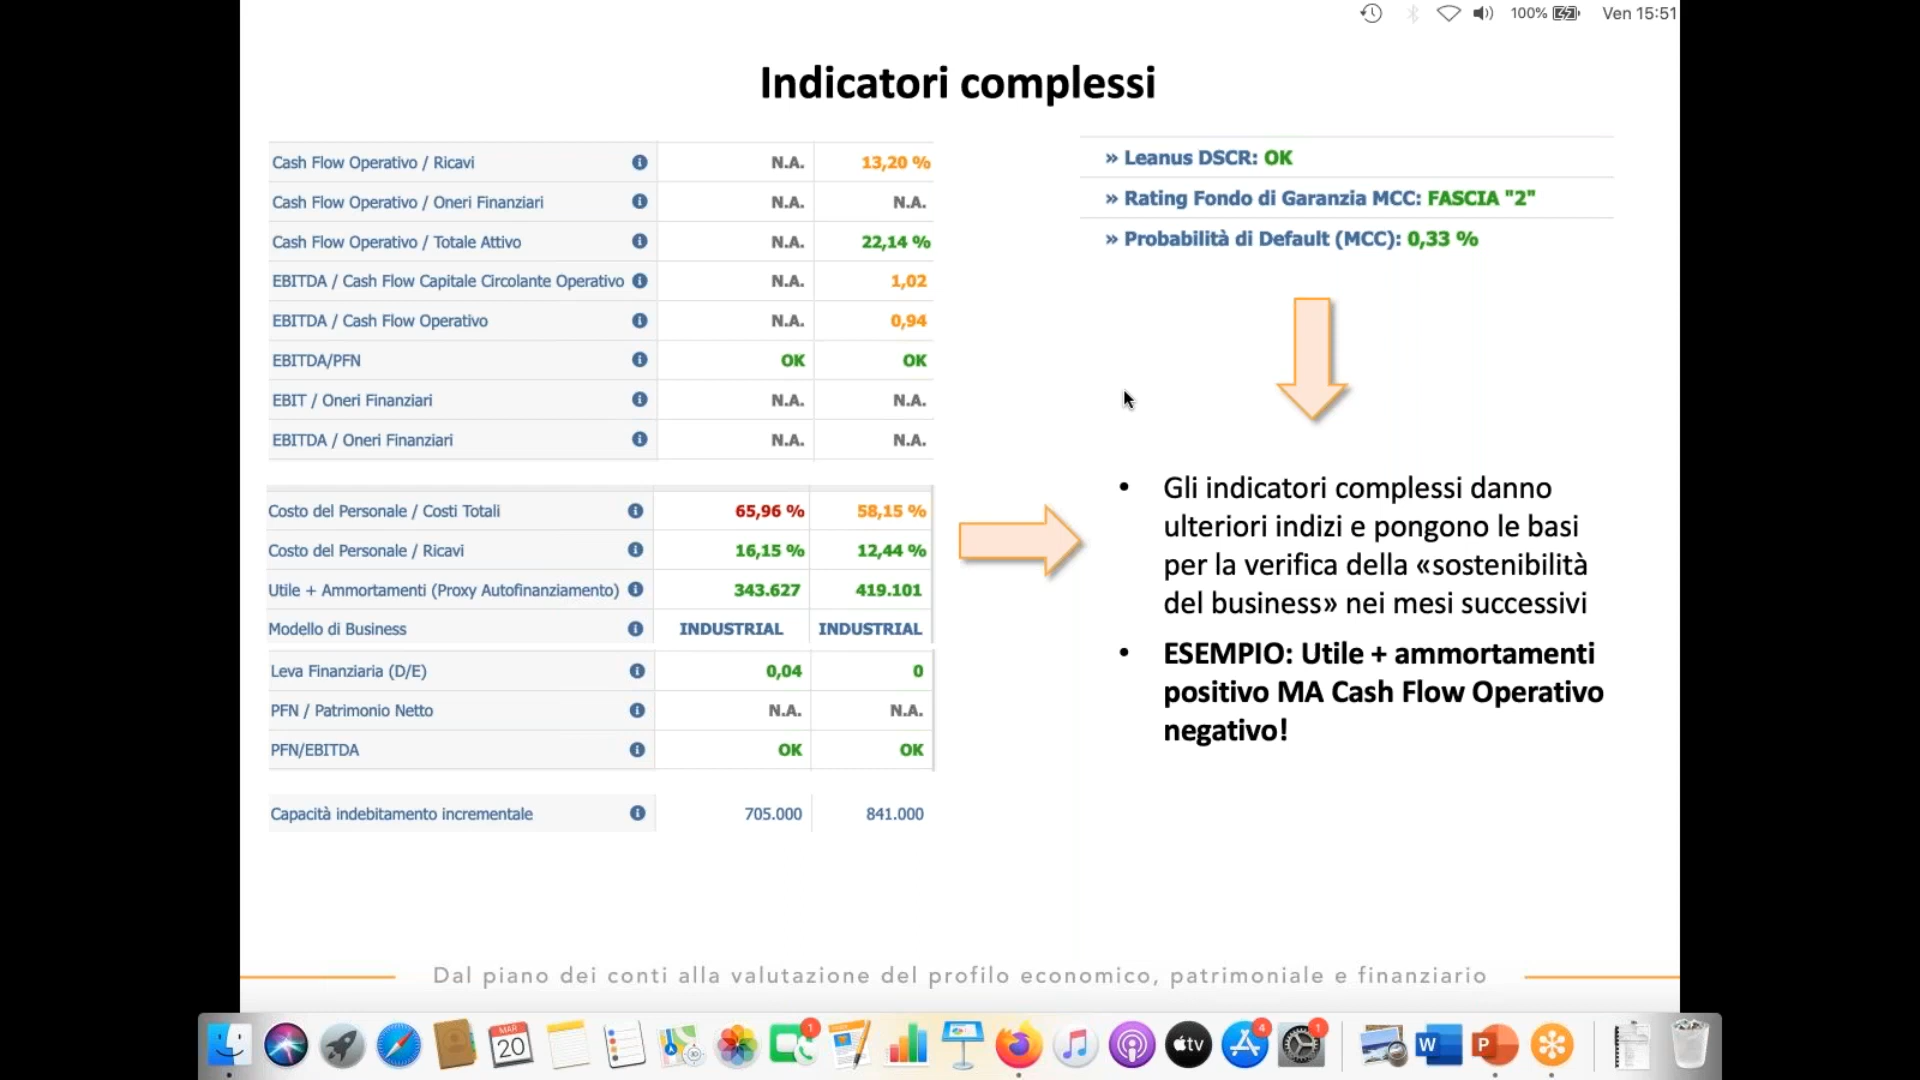 100% Ven 15:51
Indicatori complessi
Cash Flow Operativo / Ricavi N.A. 13,20 %
Cash Flow Operativo / Oneri Finanziari N.A. N.A.
Cash Flow Operativo / Totale Attivo N.A. 22,14 %
EBITDA / Cash Flow Capitale Circolante Operativo N.A. 1,02
EBITDA / Cash Flow Operativo N.A. 0,94
EBITDA/PFN OK OK
EBIT / Oneri Finanziari N.A. N.A.
EBITDA / Oneri Finanziari N.A. N.A.
Costo del Personale / Costi Totali 65,96 % 58,15 %
Costo del Personale / Ricavi 16,15 % 12,44 %
Utile + Ammortamenti (Proxy Autofinanziamento) 343.627 419.101
Modello di Business INDUSTRIAL INDUSTRIAL
Leva Finanziaria (D/E) 0,04 0
PFN / Patrimonio Netto N.A. N.A.
PFN/EBITDA OK OK
Capacità indebitamento incrementale 705.000 841.000
» Leanus DSCR: OK
» Rating Fondo di Garanzia MCC: FASCIA "2"
» Probabilità di Default (MCC): 0,33 %
• Gli indicatori complessi danno
ulteriori indizi e pongono le basi
per la verifica della «sostenibilità
del business» nei mesi successivi
• ESEMPIO: Utile + ammortamenti
positivo MA Cash Flow Operativo
negativo!
Dal piano dei conti alla valutazione del profilo economico, patrimoniale e finanziario
MAR
20
1
tv
4
1
W
P